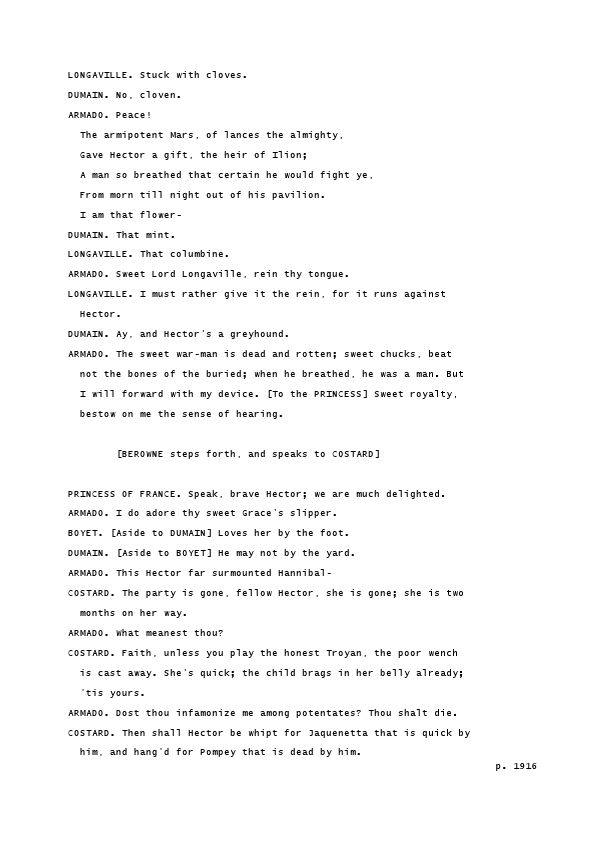 LONGAVILLE. Stuck with cloves.
DUMAIN. No, cloven.
ARMADO. Peace!
The armipotent Mars, of lances the almighty,
Gave Hector a gift, the heir of Ilion;
A man so breathed that certain he would fight ye,
From morn till night out of his pavilion.
I am that flower-
DUMAIN. That mint.
LONGAVILLE. That columbine.
ARMADO. Sweet Lord Longaville, rein thy tongue.
LONGAVILLE. I must rather give it the rein, for it runs against
Hector.
DUMAIN. Ay, and Hector's a greyhound.
ARMADO. The sweet war-man is dead and rotten; sweet chucks, beat
not the bones of the buried; when he breathed, he was a man. But
I will forward with my device. [To the PRINCESS] Sweet royalty,
bestow on me the sense of hearing.
[BEROWNE steps forth, and speaks to COSTARD]
PRINCESS OF FRANCE. Speak, brave Hector; we are much delighted.
ARMADO. I do adore thy sweet Grace's slipper.
BOYET. [Aside to DUMAIN] Loves her by the foot.
DUMAIN. [Aside to BOYET] He may not by the yard.
ARMADO. This Hector far surmounted Hannibal-
COSTARD. The party is gone, fellow Hector, she is gone; she is two
months on her way.
ARMADO. What meanest thou?
COSTARD. Faith, unless you play the honest Troyan, the poor wench
is cast away. She's quick; the child brags in her belly already;
'tis yours.
ARMADO. Dost thou infamonize me among potentates? Thou shalt die.
COSTARD. Then shall Hector be whipt for Jaquenetta that is quick by
him, and hang'd for Pompey that is dead by him.
p. 1916